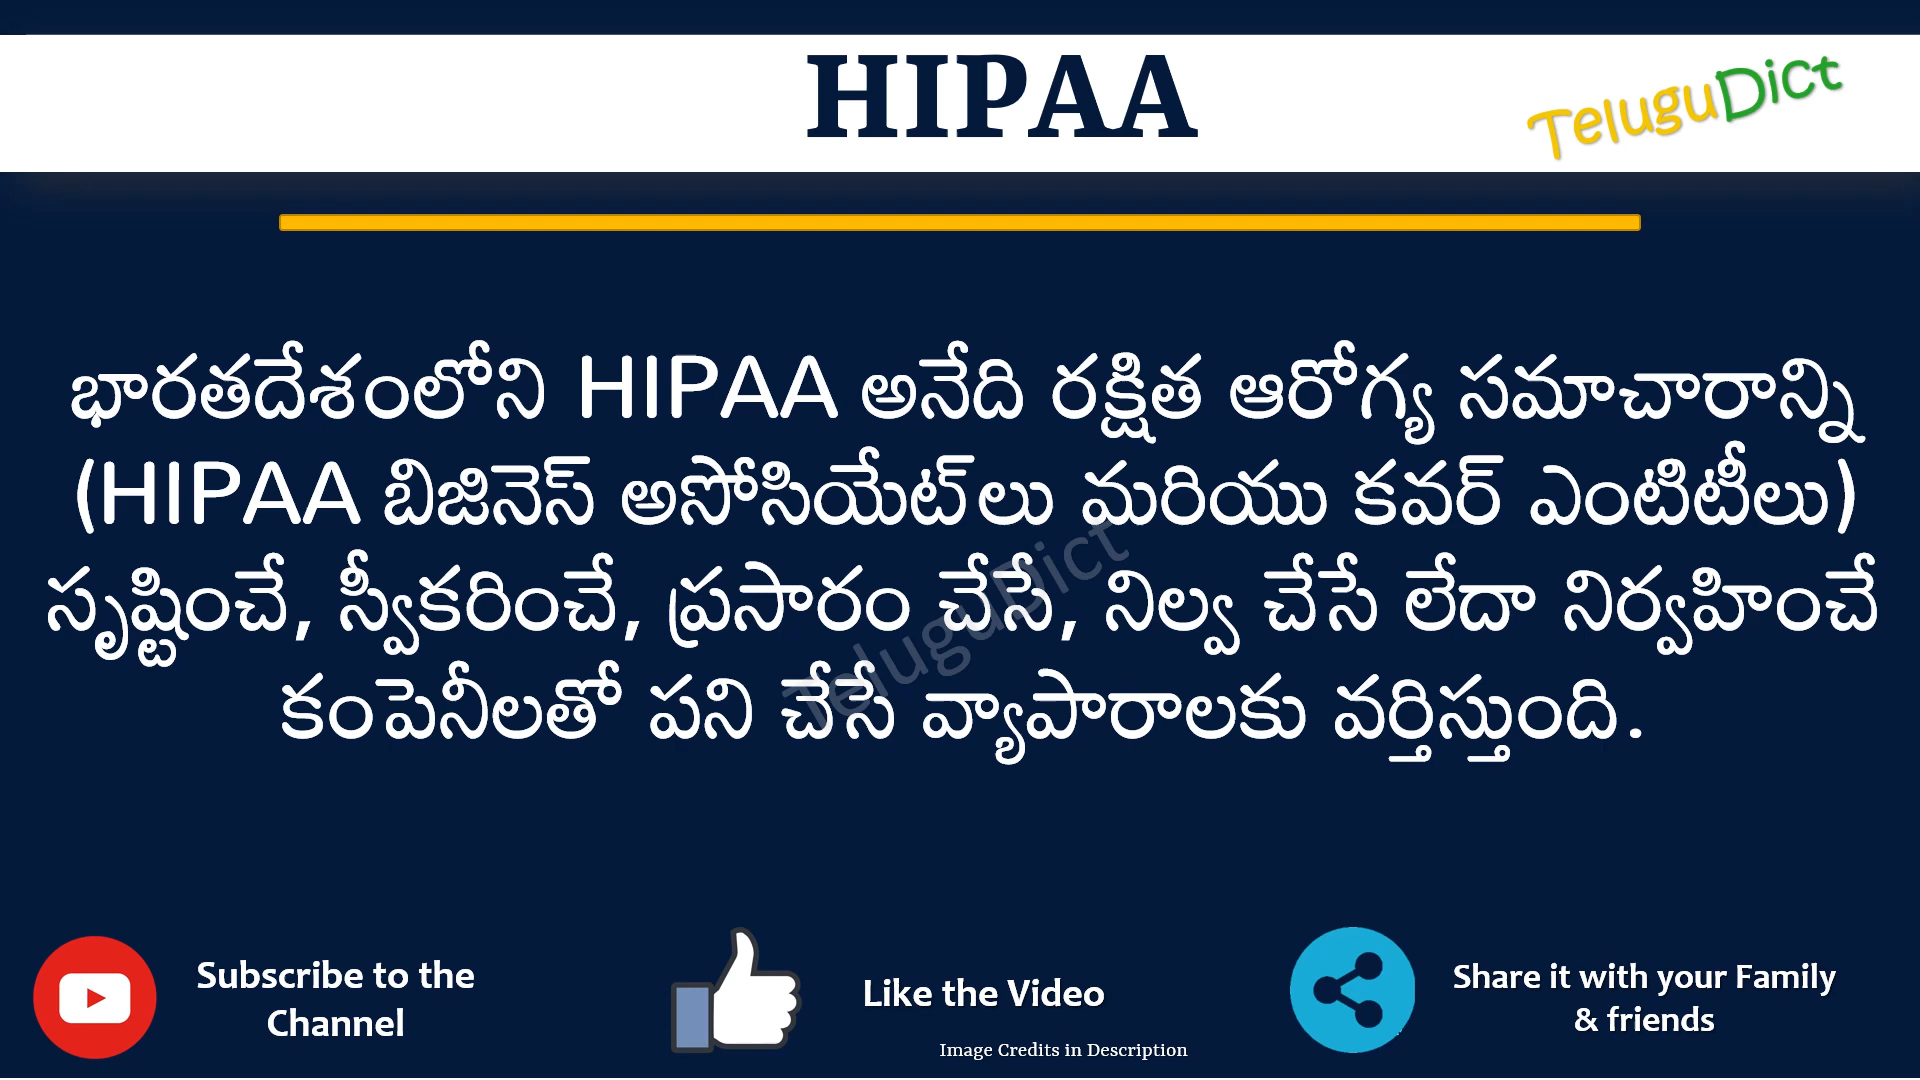 HIPAA
TeluguDict
భారతదేశంలోని HIPAA అనేది రక్షిత ఆరోగ్య సమాచారాన్ని
(HIPAA బిజినెస్ అసోసియేట్‌లు మరియు కవర్ ఎంటిటీలు)
సృష్టించే, స్వీకరించే, ప్రసారం చేసే, నిల్వ చేసే లేదా నిర్వహించే
కంపెనీలతో పని చేసే వ్యాపారాలకు వర్తిస్తుంది.
TeluguDict
Subscribe to the
Channel
Like the Video
Share it with your Family
& friends
Image Credits in Description